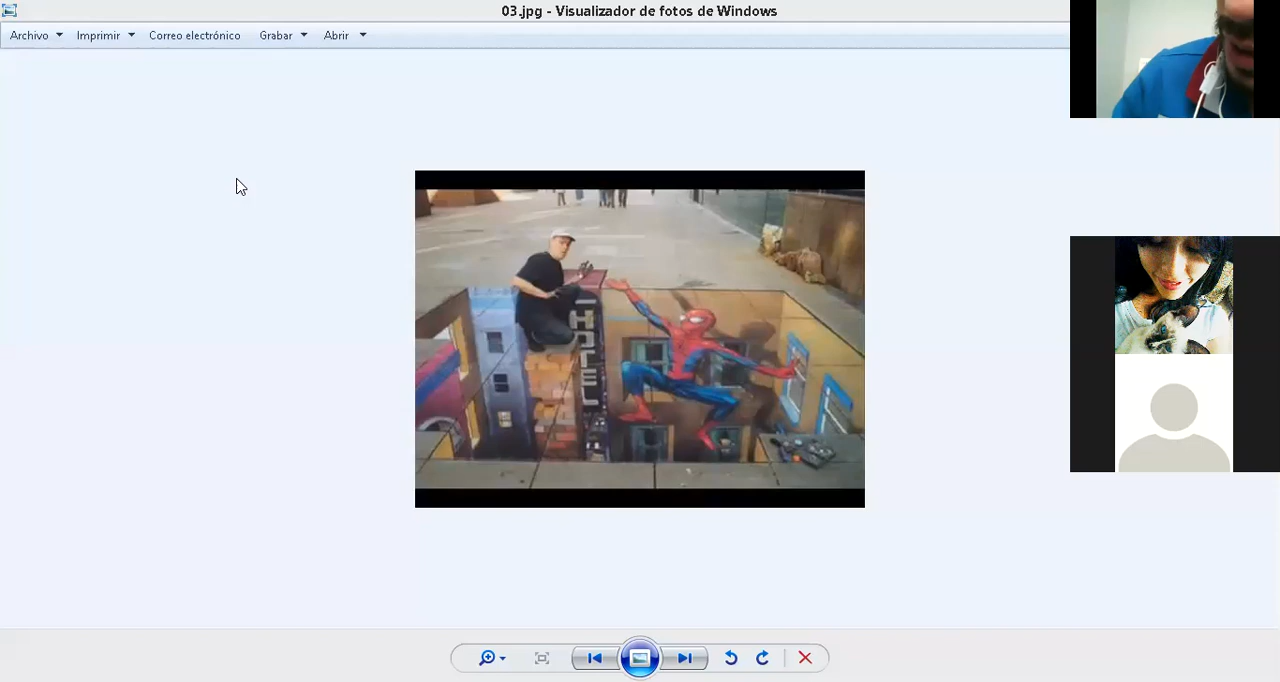 03.jpg - Visualizador de fotos de Windows
Archivo Imprimir Correo electrónico Grabar Abrir
HOTEL